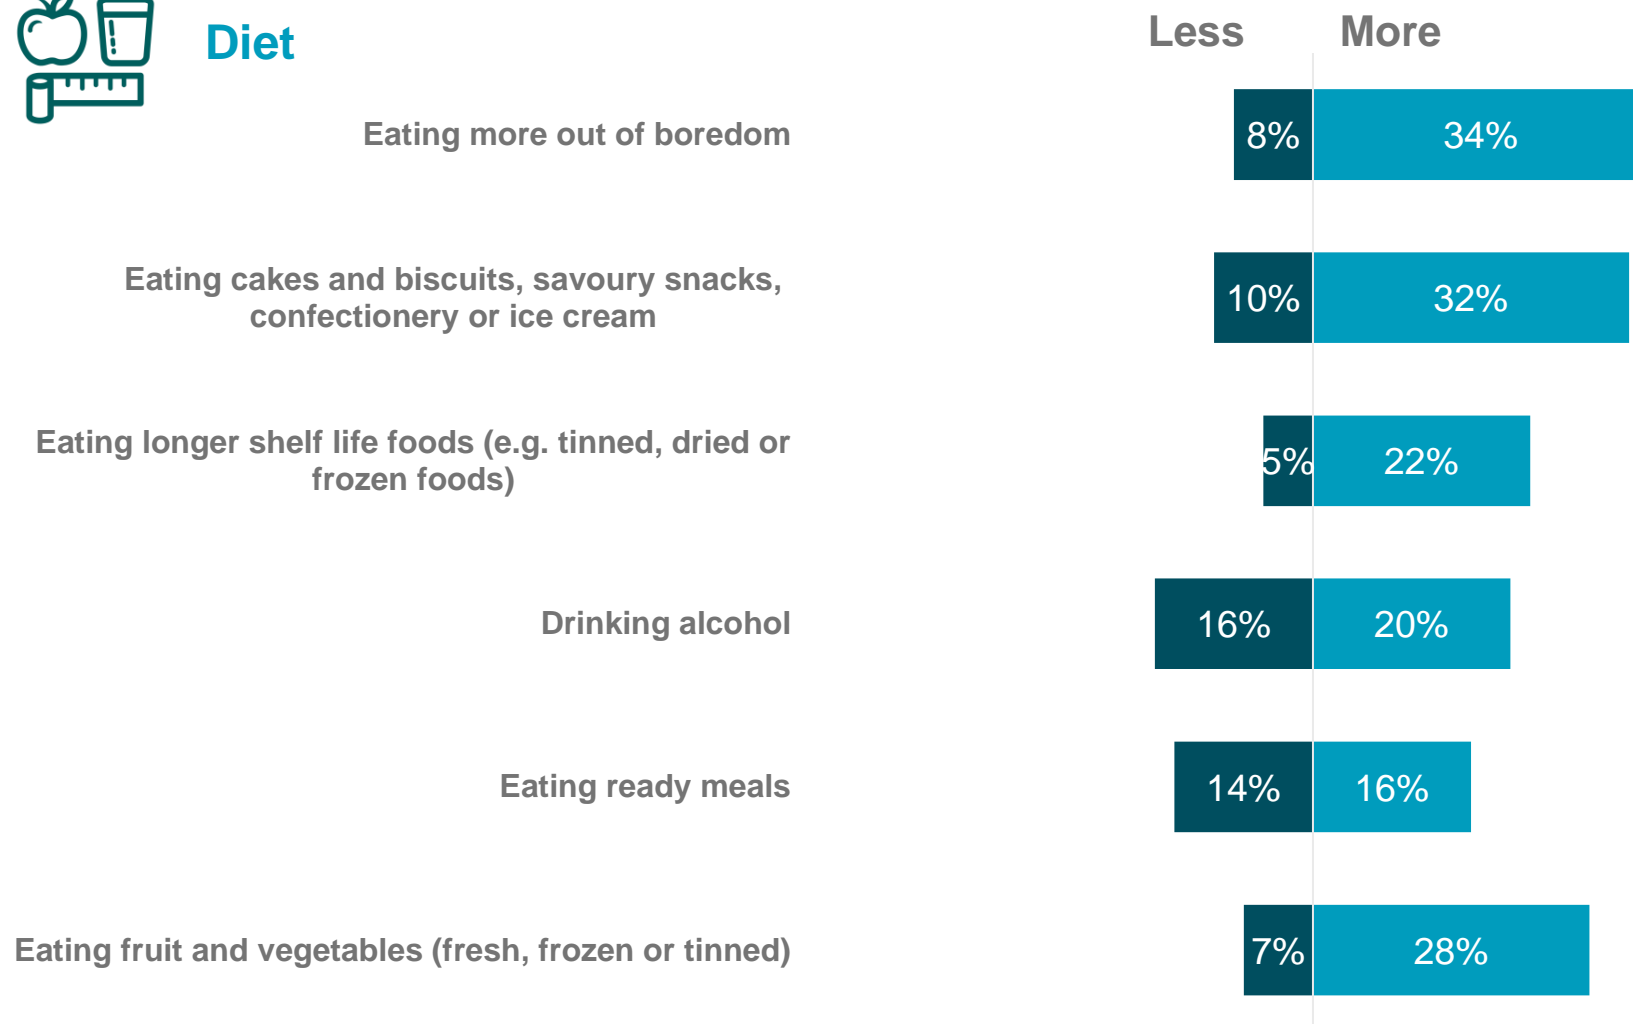 Diet
Less More
Eating more out of boredom 8% 34%
Eating cakes and biscuits, savoury snacks,
confectionery or ice cream
10% 32%
Eating longer shelf life foods (e.g. tinned, dried or
frozen foods)
5% 22%
Drinking alcohol 16% 20%
Eating ready meals 14% 16%
Eating fruit and vegetables (fresh, frozen or tinned) 7% 28%